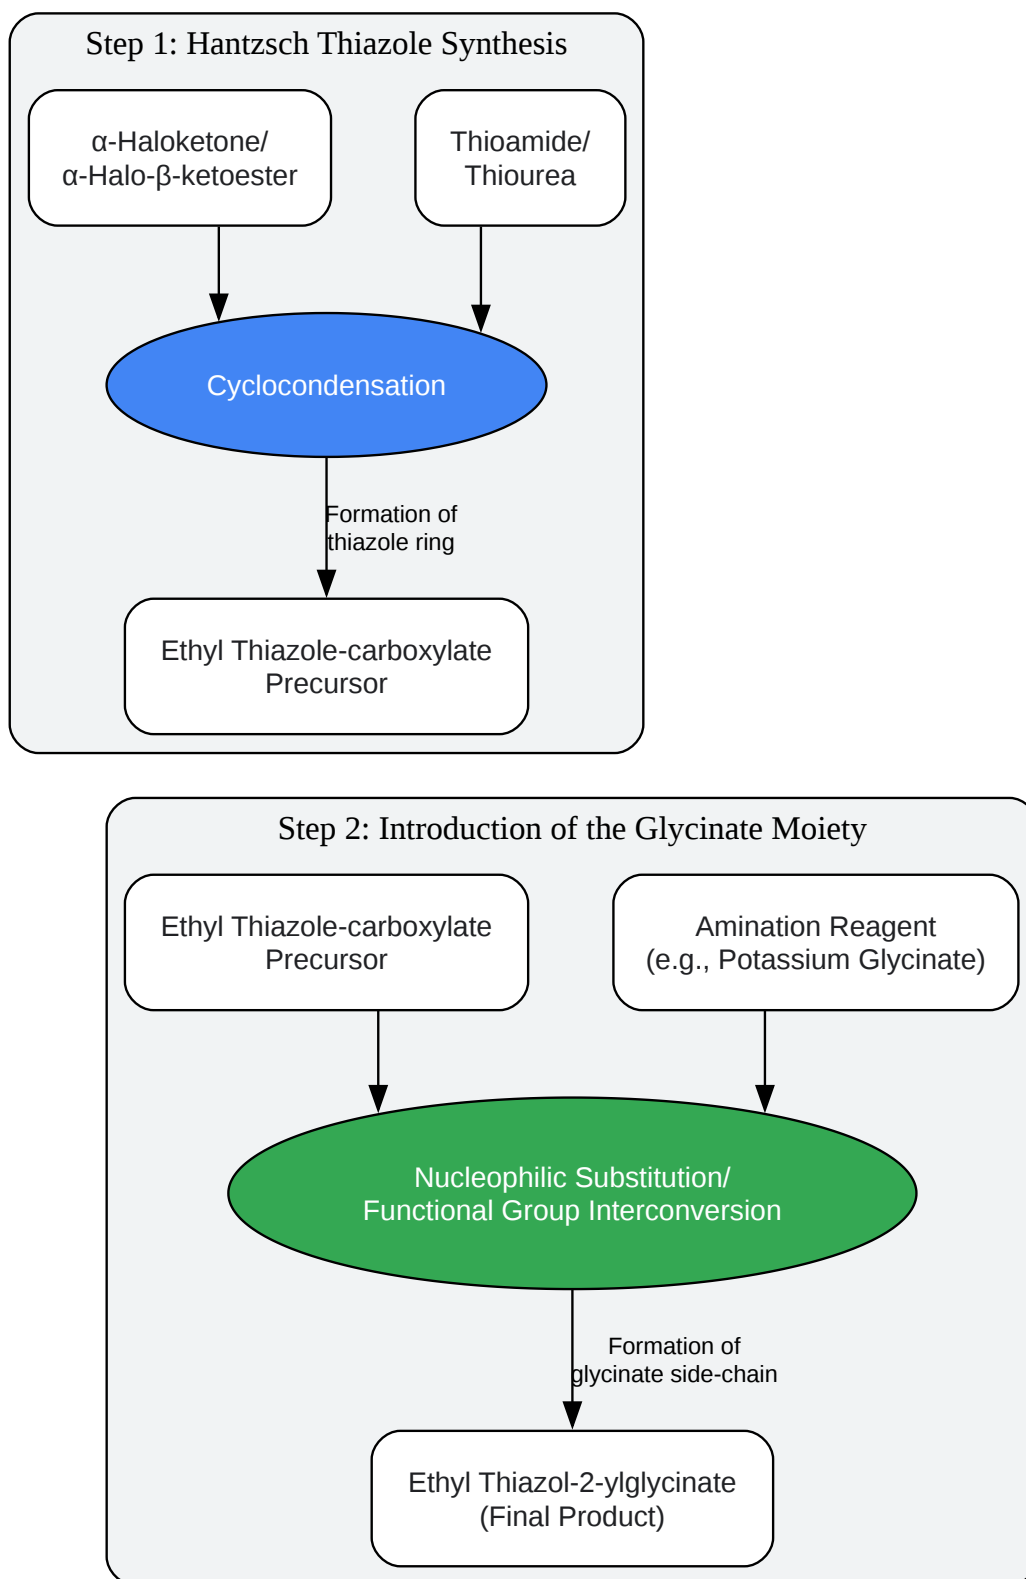 Step 1: Hantzsch Thiazole Synthesis
α-Haloketone/
α-Halo-β-ketoester
Thioamide/
Thiourea
Cyclocondensation
Formation of
thiazole ring
Ethyl Thiazole-carboxylate
Precursor
Step 2: Introduction of the Glycinate Moiety
Ethyl Thiazole-carboxylate
Precursor
Amination Reagent
(e.g., Potassium Glycinate)
Nucleophilic Substitution/
Functional Group Interconversion
Formation of
glycinate side-chain
Ethyl Thiazol-2-ylglycinate
(Final Product)